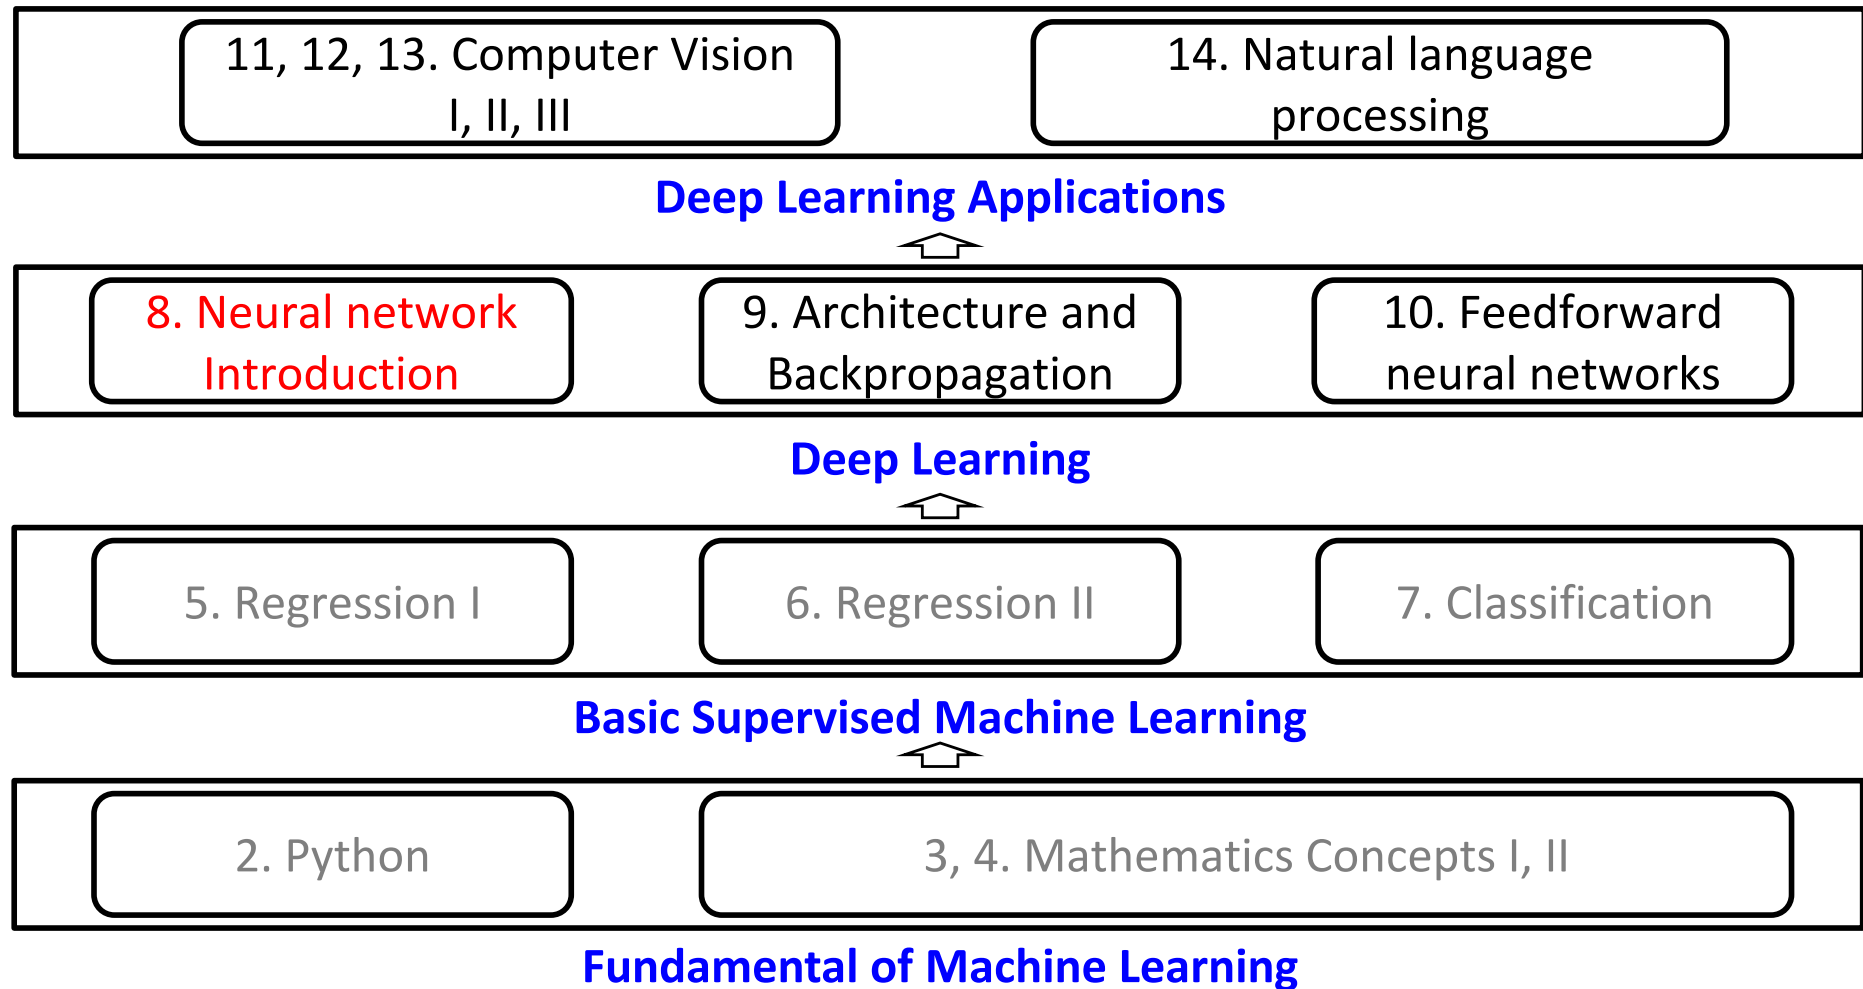 11, 12, 13. Computer Vision
I, II, III
14. Natural language
processing
Deep Learning Applications
8. Neural network
Introduction
9. Architecture and
Backpropagation
10. Feedforward
neural networks
Deep Learning
5. Regression I
6. Regression II
7. Classification
Basic Supervised Machine Learning
2. Python
3, 4. Mathematics Concepts I, II
Fundamental of Machine Learning